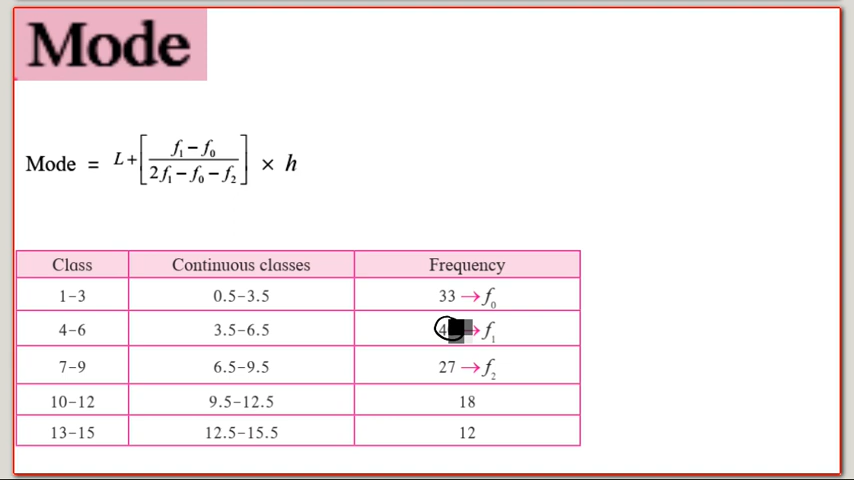 Mode
Mode = L + [ f₁ − f₀ / 2f₁ − f₀ − f₂ ] × h
Class Continuous classes Frequency
1−3 0.5−3.5 33 → f₀
4−6 3.5−6.5 → f₁
7−9 6.5−9.5 27 → f₂
10−12 9.5−12.5 18
13−15 12.5−15.5 12